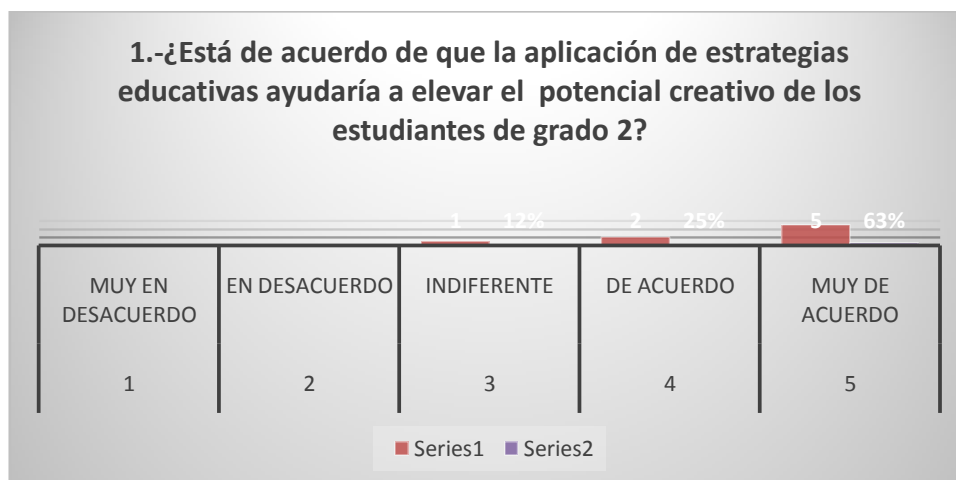 1.-¿Está de acuerdo de que la aplicación de estrategias
educativas ayudaría a elevar el potencial creativo de los
estudiantes de grado 2?
1 12% 2 25% 5 63%
MUY EN DESACUERDO
EN DESACUERDO
INDIFERENTE
DE ACUERDO
MUY DE ACUERDO
1 2 3 4 5
Series1 Series2